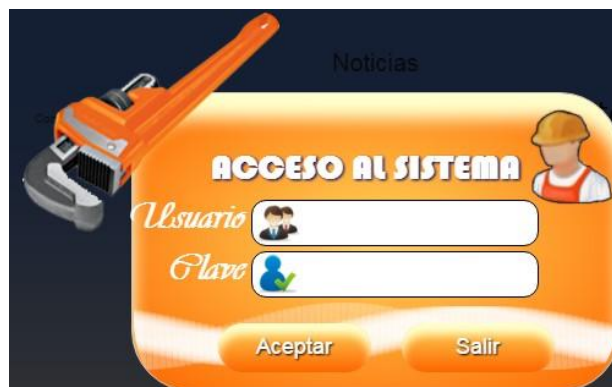 Noticias
ACCESO AL SISTEMA
Usuario
Clave
Aceptar
Salir